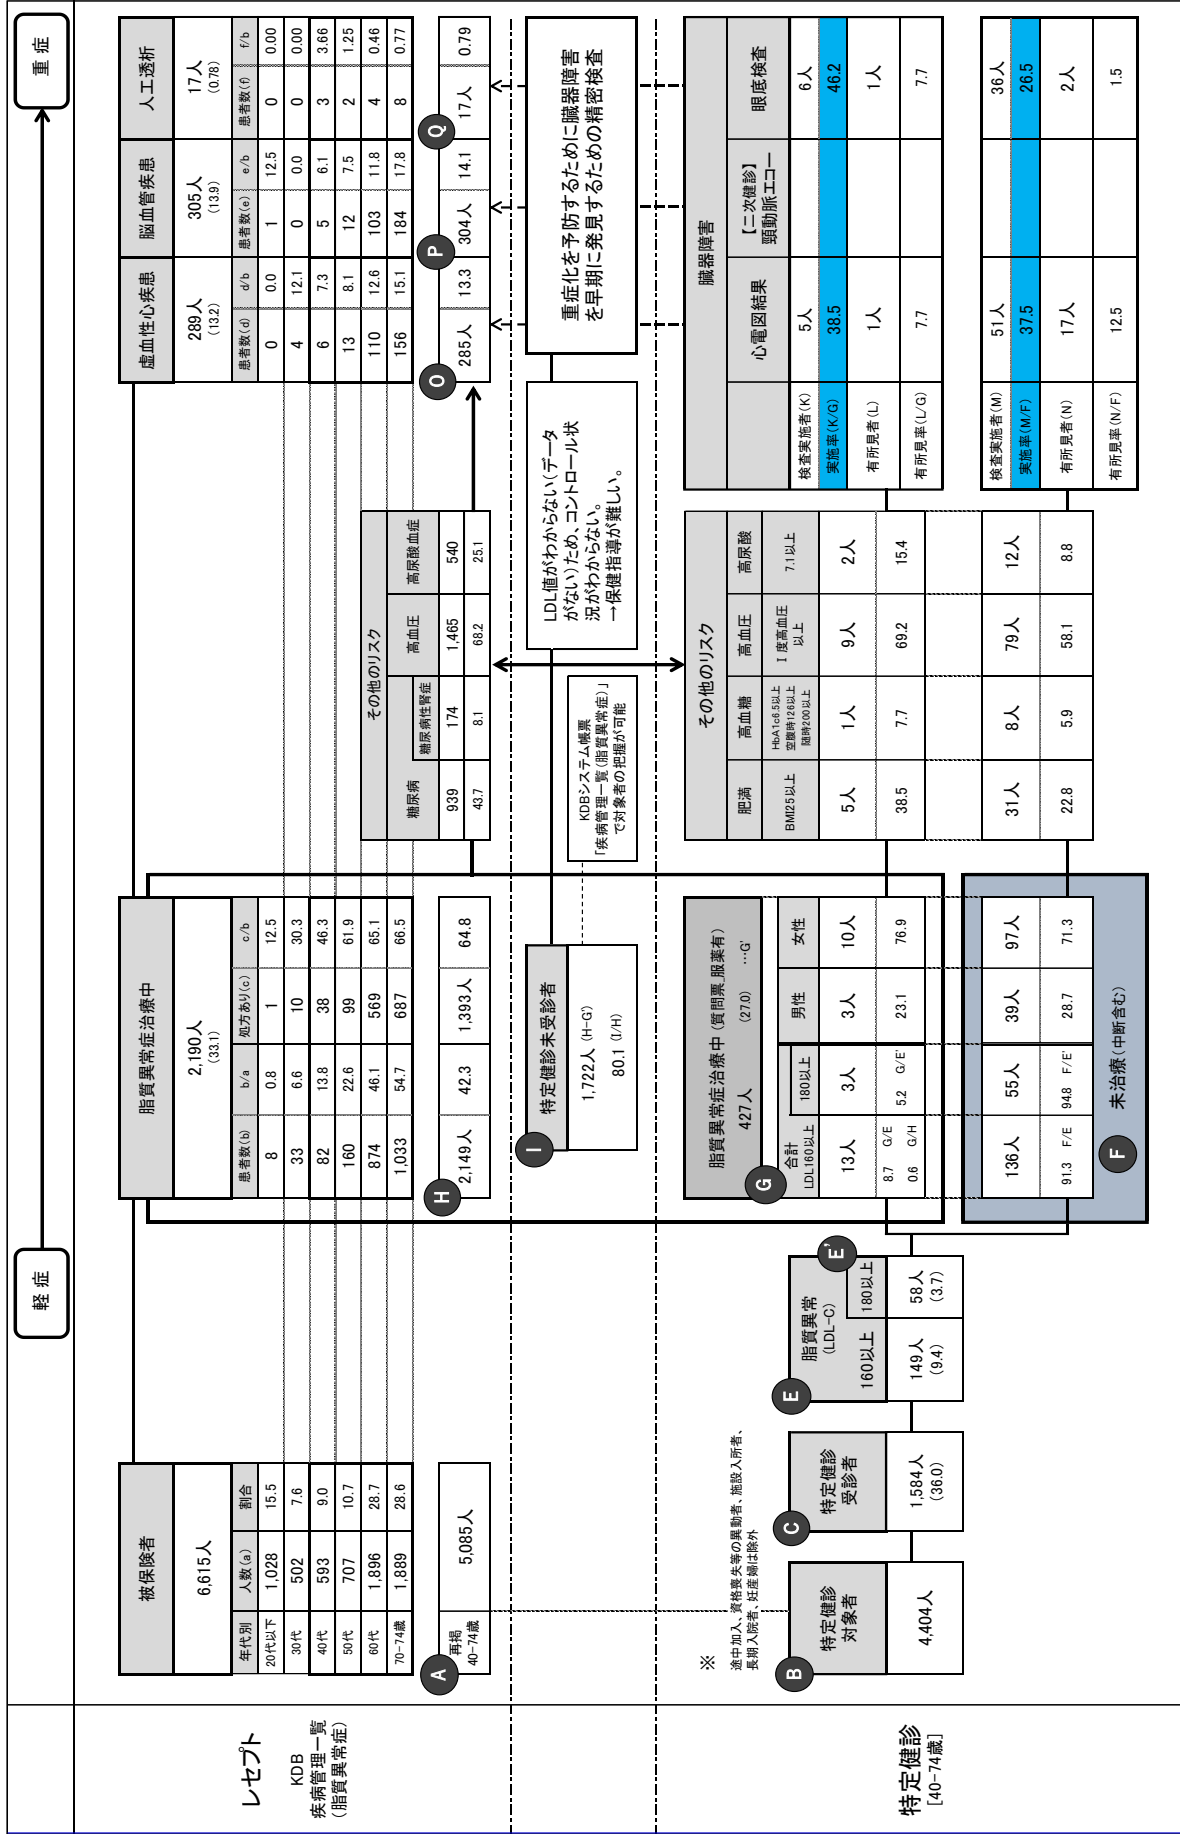 軽症
重症
レセプト
KDB
疾病管理一覧
（脂質異常症）
被保険者
6,615人
年代別 人数(a) 割合
20代以下 1,028 15.5
30代 502 7.6
40代 593 9.0
50代 707 10.7
60代 1,896 28.7
70-74歳 1,889 28.6
A
再掲
40-74歳
5,085人
脂質異常症治療中
2,190人
(33.1)
患者数(b) b/a 処方あり(c) c/b
8 0.8 1 12.5
33 6.6 10 30.3
82 13.8 38 46.3
160 22.6 99 61.9
874 46.1 569 65.1
1,033 54.7 687 66.5
H
2,149人 42.3 1,393人 64.8
その他のリスク
糖尿病 糖尿病性腎症 高血圧 高尿酸血症
939 174 1,465 540
43.7 8.1 68.2 25.1
虚血性心疾患 脳血管疾患 人工透析
289人 305人 17人
(13.2) (13.9) (0.78)
患者数(d) d/b 患者数(e) e/b 患者数(f) f/b
0 0.0 1 12.5 0 0.00
4 12.1 0 0.0 0 0.00
6 7.3 5 6.1 3 3.66
13 8.1 12 7.5 2 1.25
110 12.6 103 11.8 4 0.46
156 15.1 184 17.8 8 0.77
O P Q
285人 13.3 304人 14.1 17人 0.79
I
特定健診未受診者
1,722人 (H-G')
80.1 (I/H)
KDBシステム帳票
「疾病管理一覧（脂質異常症）」
で対象者の把握が可能
LDL値がわからない（データ
がない）ため、コントロール状
況がわからない。
→保健指導が難しい。
重症化を予防するために臓器障害
を早期に発見するための精密検査
特定健診
[40-74歳]
※
途中加入、資格喪失等の異動者、施設入所者、
長期入院者、妊産婦は除外
B
特定健診
対象者
4,404人
C
特定健診
受診者
1,584人
(36.0)
E E'
脂質異常
(LDL-C)
160以上 180以上
149人 58人
(9.4) (3.7)
脂質異常症治療中（質問票_服薬有）
427人 (27.0) …G'
G
合計
LDL160以上
180以上 男性 女性
13人 3人 3人 10人
8.7 G/E 5.2 G/E' 23.1 76.9
0.6 G/H
136人 55人 39人 97人
91.3 F/E 94.8 F/E' 28.7 71.3
F 未治療（中断含む）
その他のリスク
肥満 高血糖 高血圧 高尿酸
BMI25以上
HbA1c6.5以上
空腹時126以上
随時200以上
Ⅰ度高血圧
以上
7.1以上
5人 1人 9人 2人
38.5 7.7 69.2 15.4
31人 8人 79人 12人
22.8 5.9 58.1 8.8
臓器障害
心電図結果
【二次健診】
頸動脈エコー
眼底検査
検査実施者(K) 5人 6人
実施率(K/G) 38.5 46.2
有所見者(L) 1人 1人
有所見率(L/G) 7.7 7.7
検査実施者(M) 51人 36人
実施率(M/F) 37.5 26.5
有所見者(N) 17人 2人
有所見率(N/F) 12.5 1.5